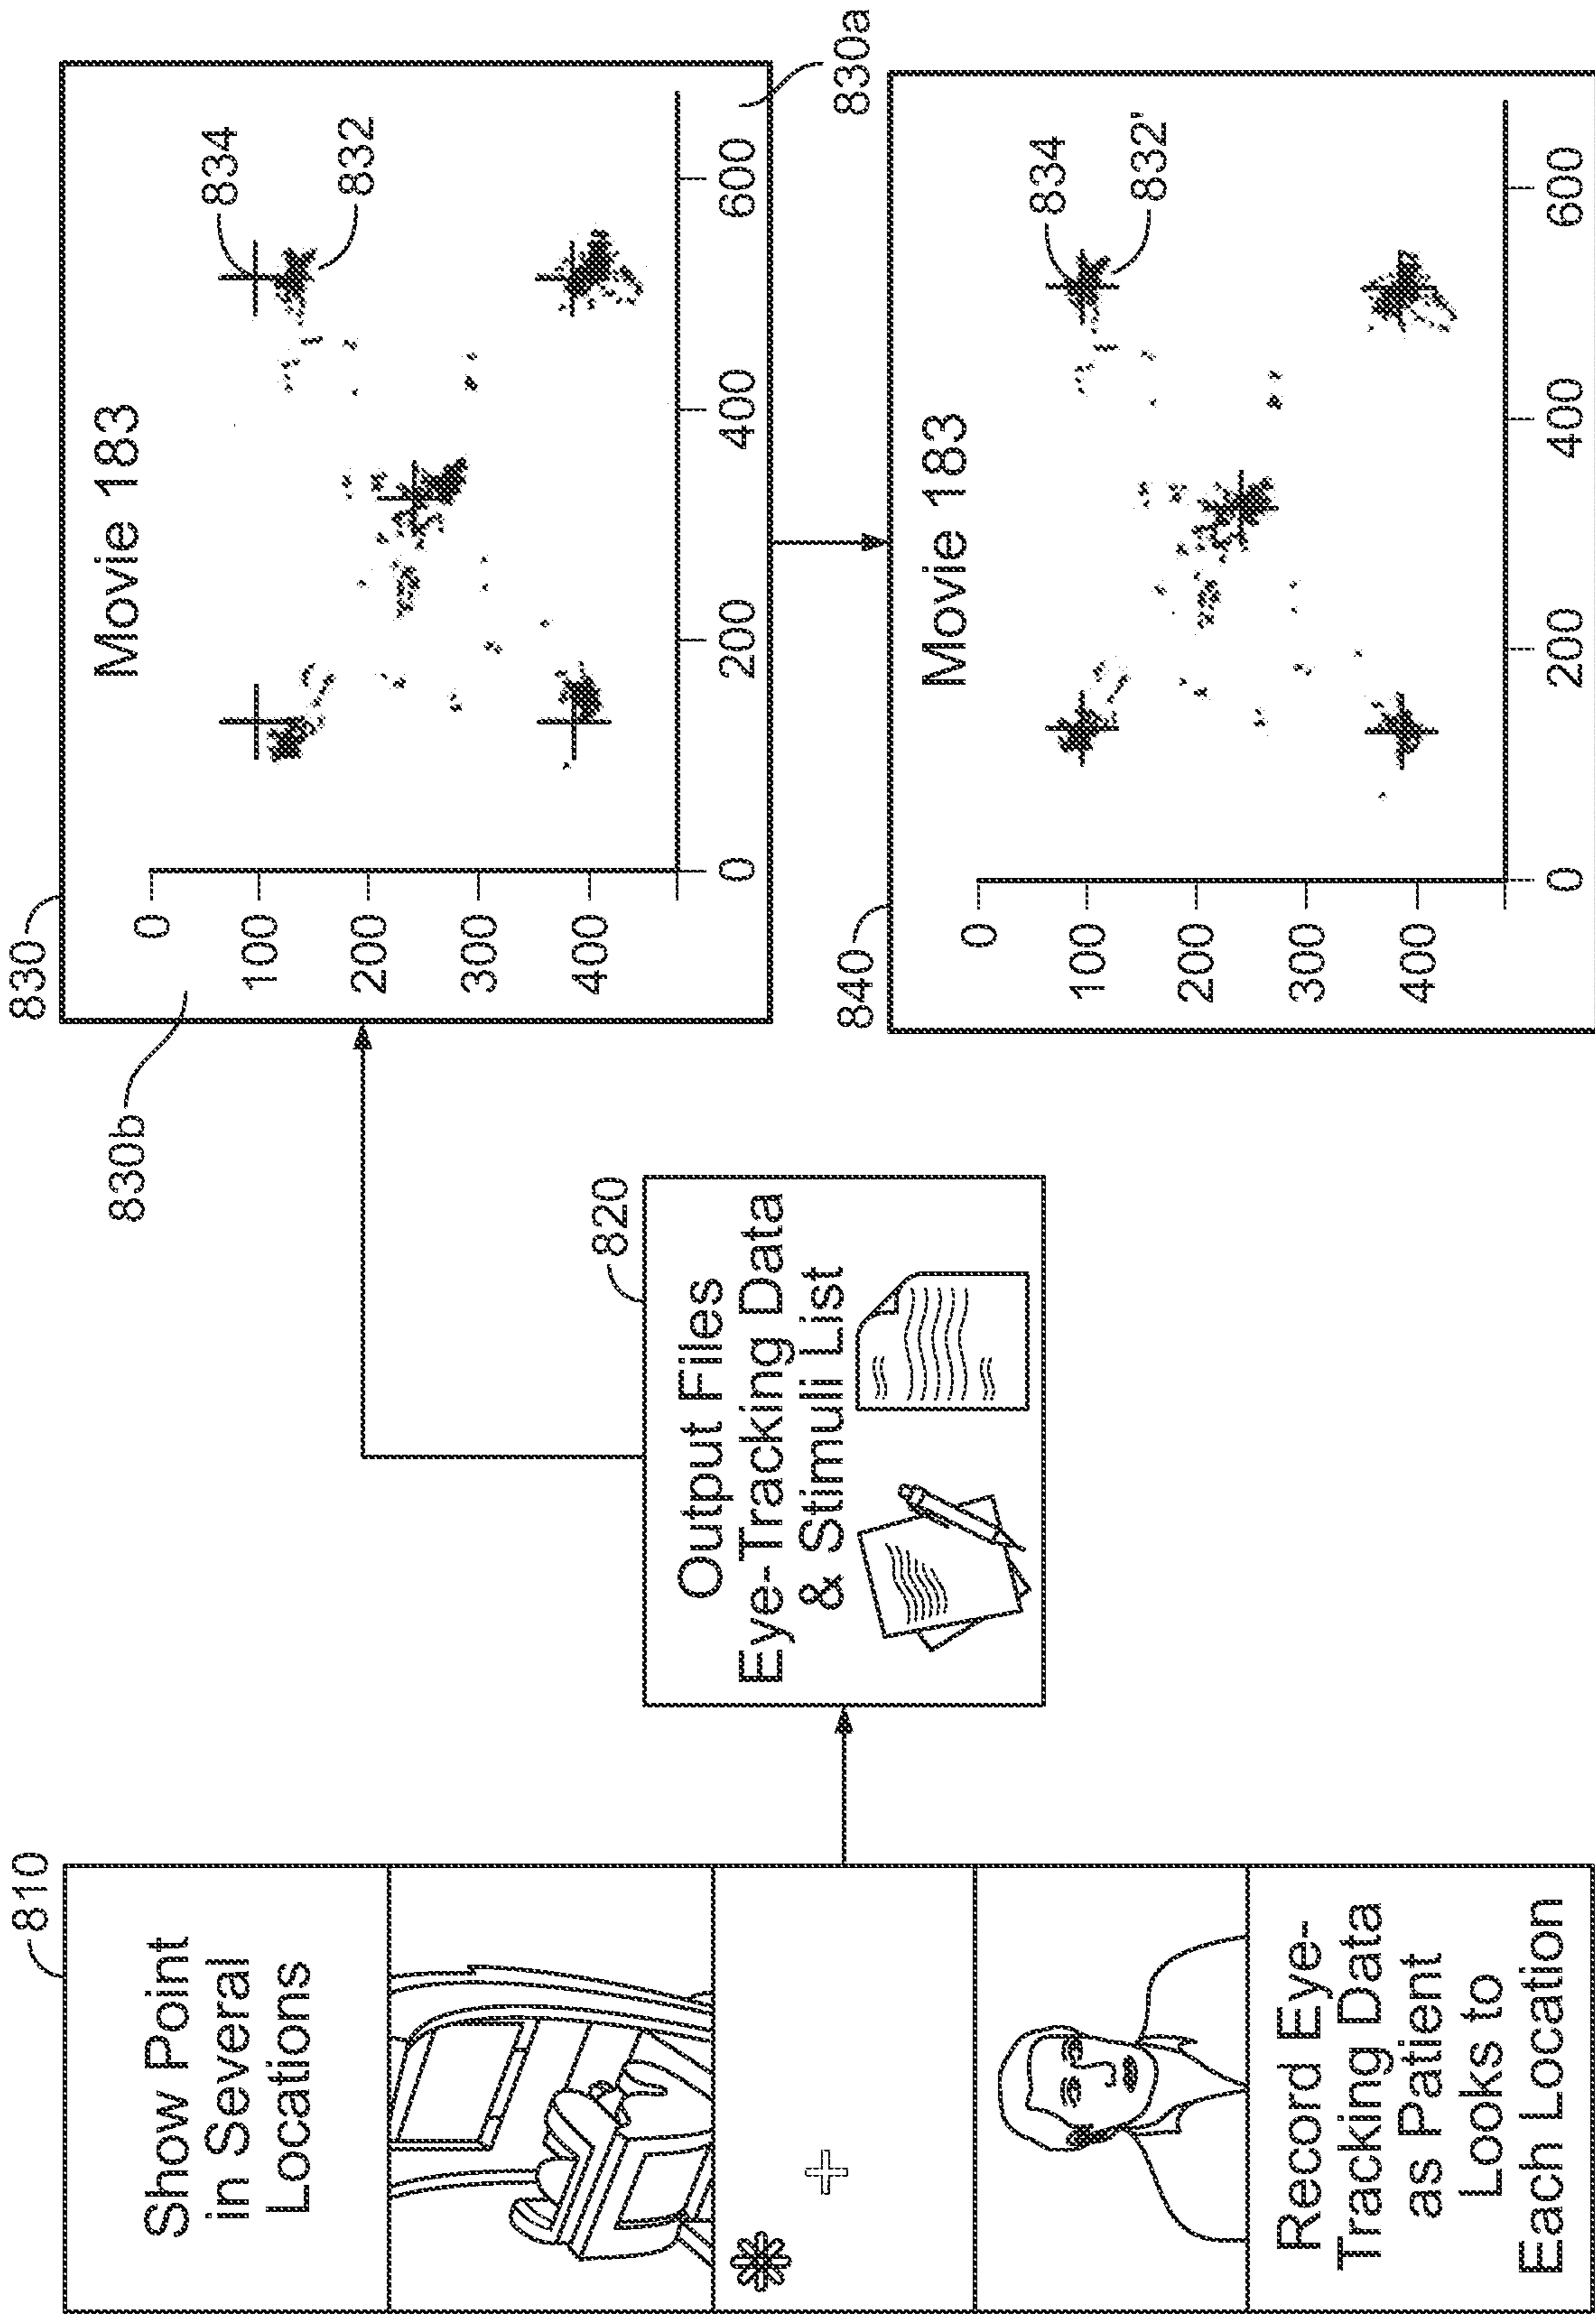 810
Show Point
in Several
Locations
Record Eye-
Tracking Data
as Patient
Looks to
Each Location
820
Output Files
Eye-Tracking Data
& Stimuli List
830
830b
Movie 183
834
832
0
100
200
300
400
0
200
400
600
830a
840
Movie 183
834
832'
0
100
200
300
400
0
200
400
600